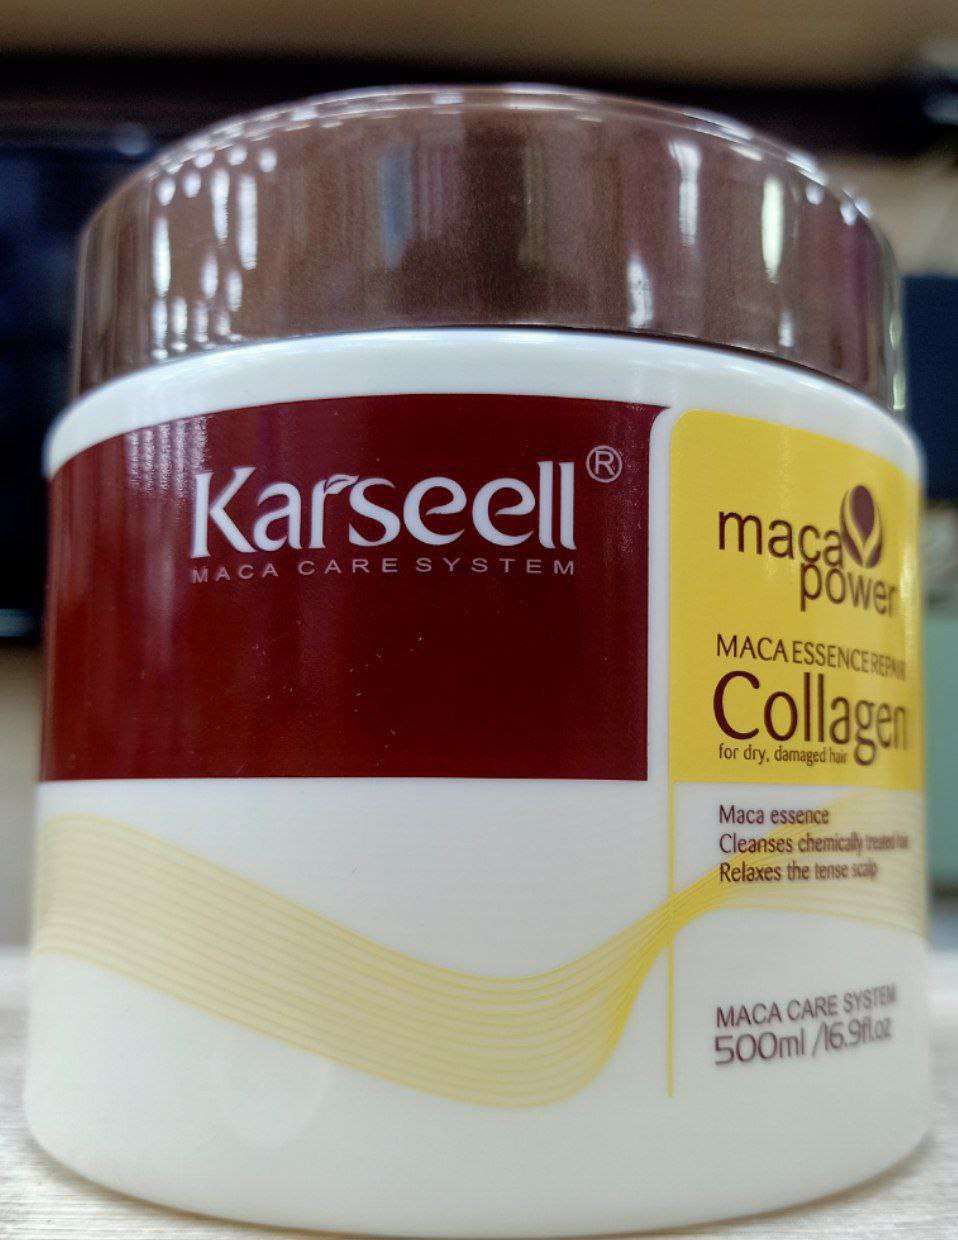 Karseell®
MACA CARE SYSTEM
maca
power
MACA ESSENCE REPAIR
Collagen
for dry, damaged hair
Maca essence
Cleanses chemically treated hair
Relaxes the tense scalp
MACA CARE SYSTEM
500ml /16.9fl.oz